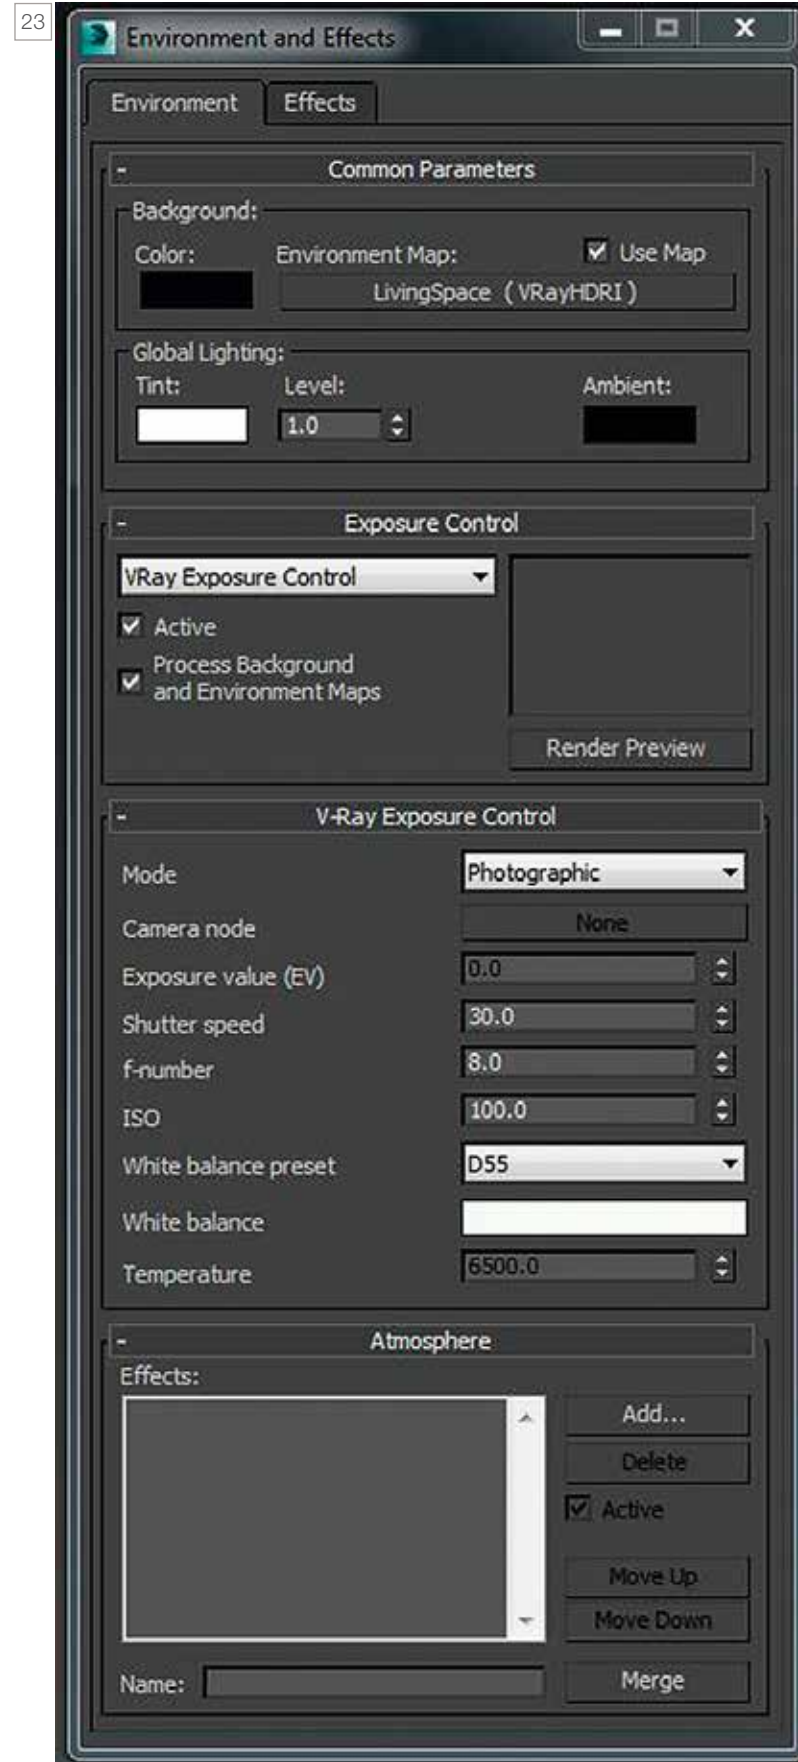 23
Environment and Effects
Environment Effects
- Common Parameters
Background:
Color: Environment Map: Use Map
LivingSpace ( VRayHDRI )
Global Lighting:
Tint: Level: Ambient:
1.0
- Exposure Control
VRay Exposure Control
Active
Process Background
and Environment Maps
Render Preview
- V-Ray Exposure Control
Mode Photographic
Camera node None
Exposure value (EV) 0.0
Shutter speed 30.0
f-number 8.0
ISO 100.0
White balance preset D55
White balance
Temperature 6500.0
- Atmosphere
Effects:
Add...
Delete
Active
Move Up
Move Down
Name: Merge